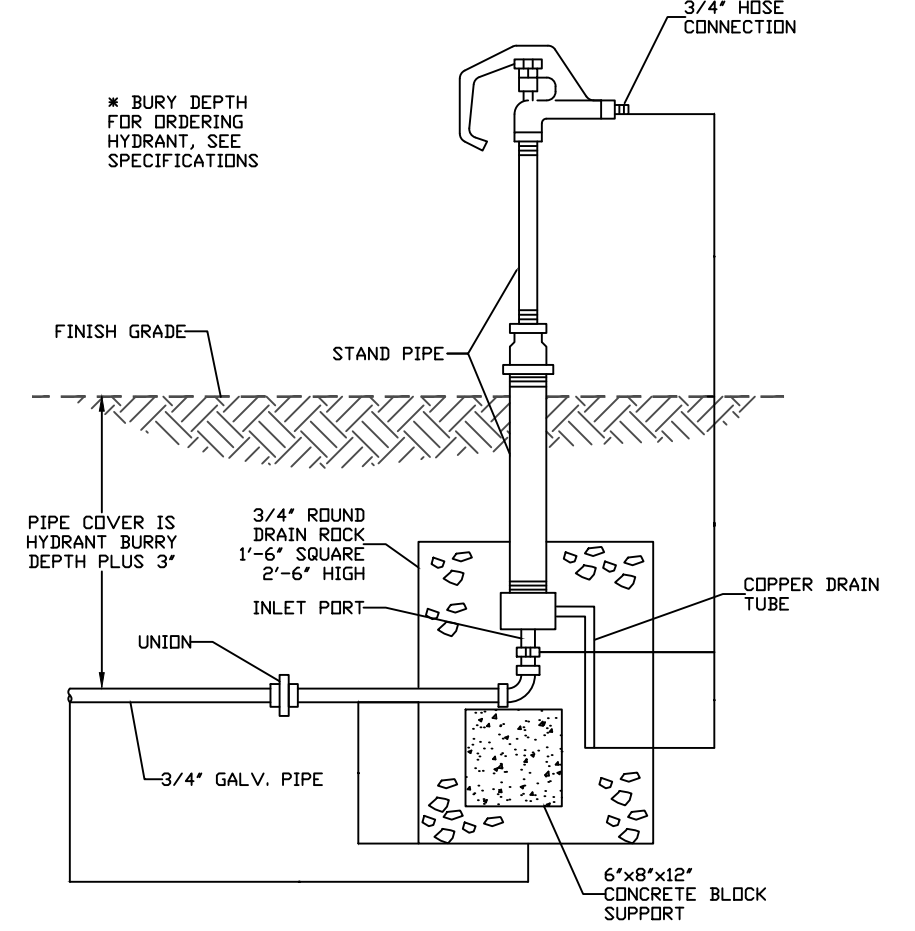 3/4" HOSE
CONNECTION
* BURY DEPTH
FOR ORDERING
HYDRANT, SEE
SPECIFICATIONS
FINISH GRADE
STAND PIPE
PIPE COVER IS
HYDRANT BURRY
DEPTH PLUS 3"
3/4" ROUND
DRAIN ROCK
1'-6" SQUARE
2'-6" HIGH
INLET PORT
COPPER DRAIN
TUBE
UNION
3/4" GALV. PIPE
6"x8"x12"
CONCRETE BLOCK
SUPPORT